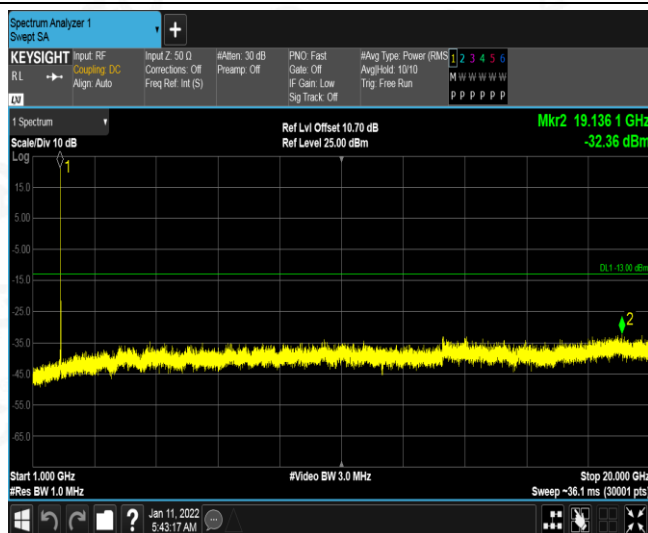 Spectrum Analyzer 1
Swept SA
+
KEYSIGHT
RL
Input: RF
Coupling: DC
Align: Auto
Input Z: 50 Ω
Corrections: Off
Freq Ref: Int (S)
#Atten: 30 dB
Preamp: Off
PNO: Fast
Gate: Off
IF Gain: Low
Sig Track: Off
#Avg Type: Power (RMS
Avg|Hold: 10/10
Trig: Free Run
1 2 3 4 5 6
M W W W W W
P P P P P P
LXI
1 Spectrum
Scale/Div 10 dB
Log
Ref Lvl Offset 10.70 dB
Ref Level 25.00 dBm
Mkr2 19.136 1 GHz
-32.36 dBm
1
15.0
5.00
-5.00
DL1 -13.00 dBm
-15.0
-25.0
2
-35.0
-45.0
-55.0
-65.0
Start 1.000 GHz
#Video BW 3.0 MHz
Stop 20.000 GHz
#Res BW 1.0 MHz
Sweep ~36.1 ms (30001 pts)
?
Jan 11, 2022
5:43:17 AM